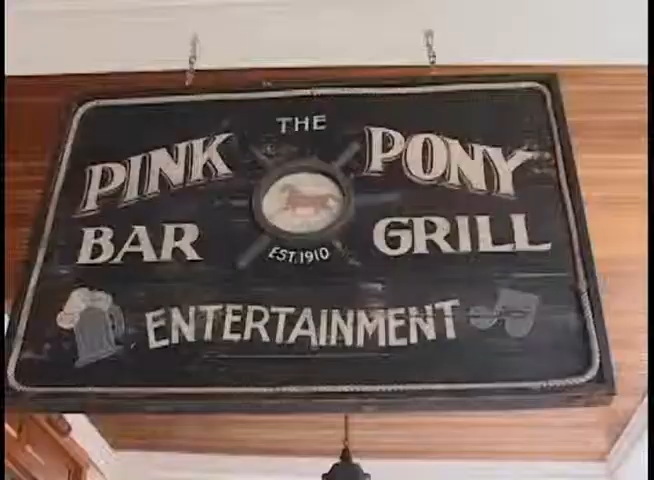 THE
PINK PONY
BAR GRILL
EST. 1910
ENTERTAINMENT